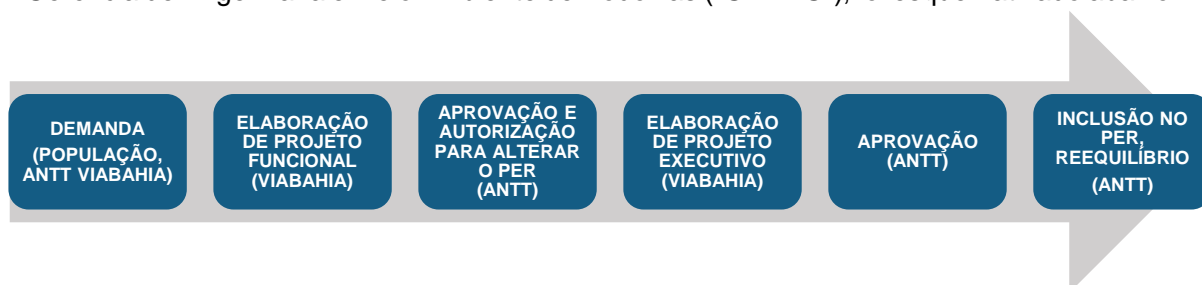 DEMANDA
(POPULAÇÃO,
ANTT VIABAHIA)
ELABORAÇÃO
DE PROJETO
FUNCIONAL
(VIABAHIA)
APROVAÇÃO E
AUTORIZAÇÃO
PARA ALTERAR
O PER
(ANTT)
ELABORAÇÃO
DE PROJETO
EXECUTIVO
(VIABAHIA)
APROVAÇÃO
(ANTT)
INCLUSÃO NO
PER,
REEQUILÍBRIO
(ANTT)